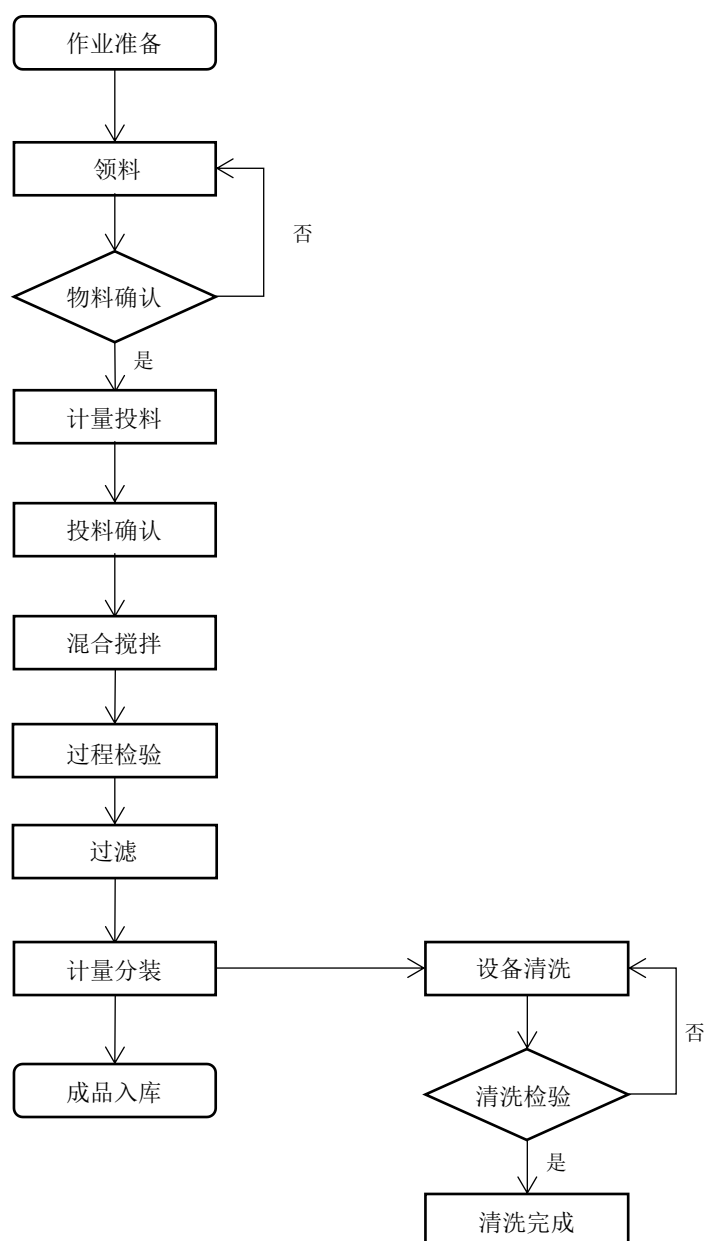 作业准备
领料
否
物料确认
是
计量投料
投料确认
混合搅拌
过程检验
过滤
计量分装
设备清洗
否
成品入库
清洗检验
是
清洗完成